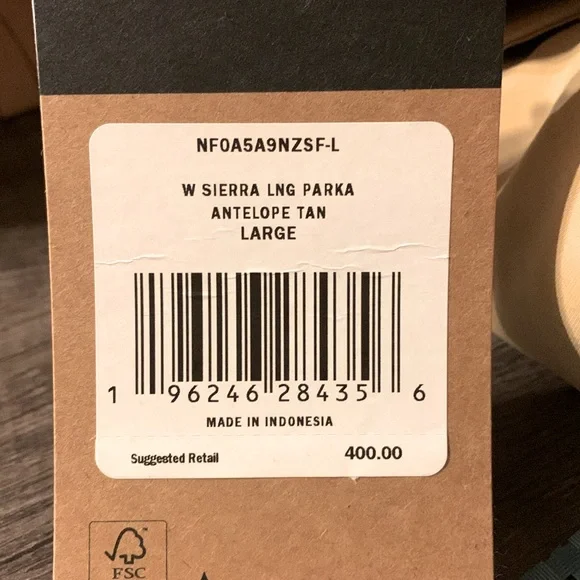 NF0A5A9NZSF-L
W SIERRA LNG PARKA
ANTELOPE TAN
LARGE
1 96246 28435 6
MADE IN INDONESIA
Suggested Retail 400.00
FSC